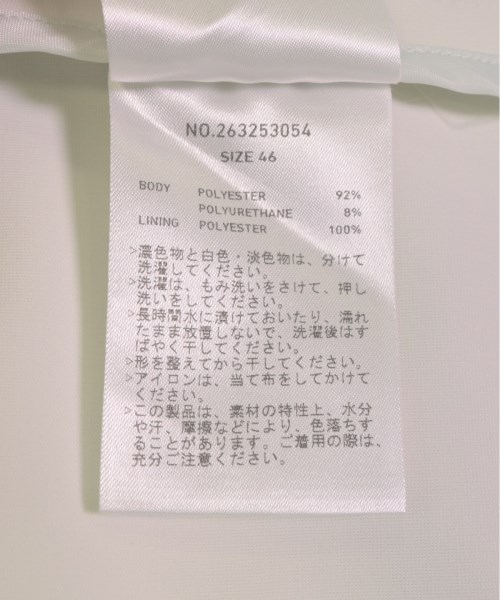 NO.263253054
SIZE 46
BODY POLYESTER 92%
POLYURETHANE 8%
LINING POLYESTER 100%
▷濃色物と白色・淡色物は、分けて
洗濯してください。
▷洗濯は、もみ洗いをさけて、押し
洗いをしてください。
▷長時間水に漬けておいたり、濡れ
たまま放置しないで、洗濯後はす
ばやく干してください。
▷形を整えてから干してください。
▷アイロンは、当て布をしてかけて
ください。
▷この製品は、素材の特性上、水分
や汗、摩擦などにより、色落ちす
ることがあります。ご着用の際は、
充分ご注意ください。